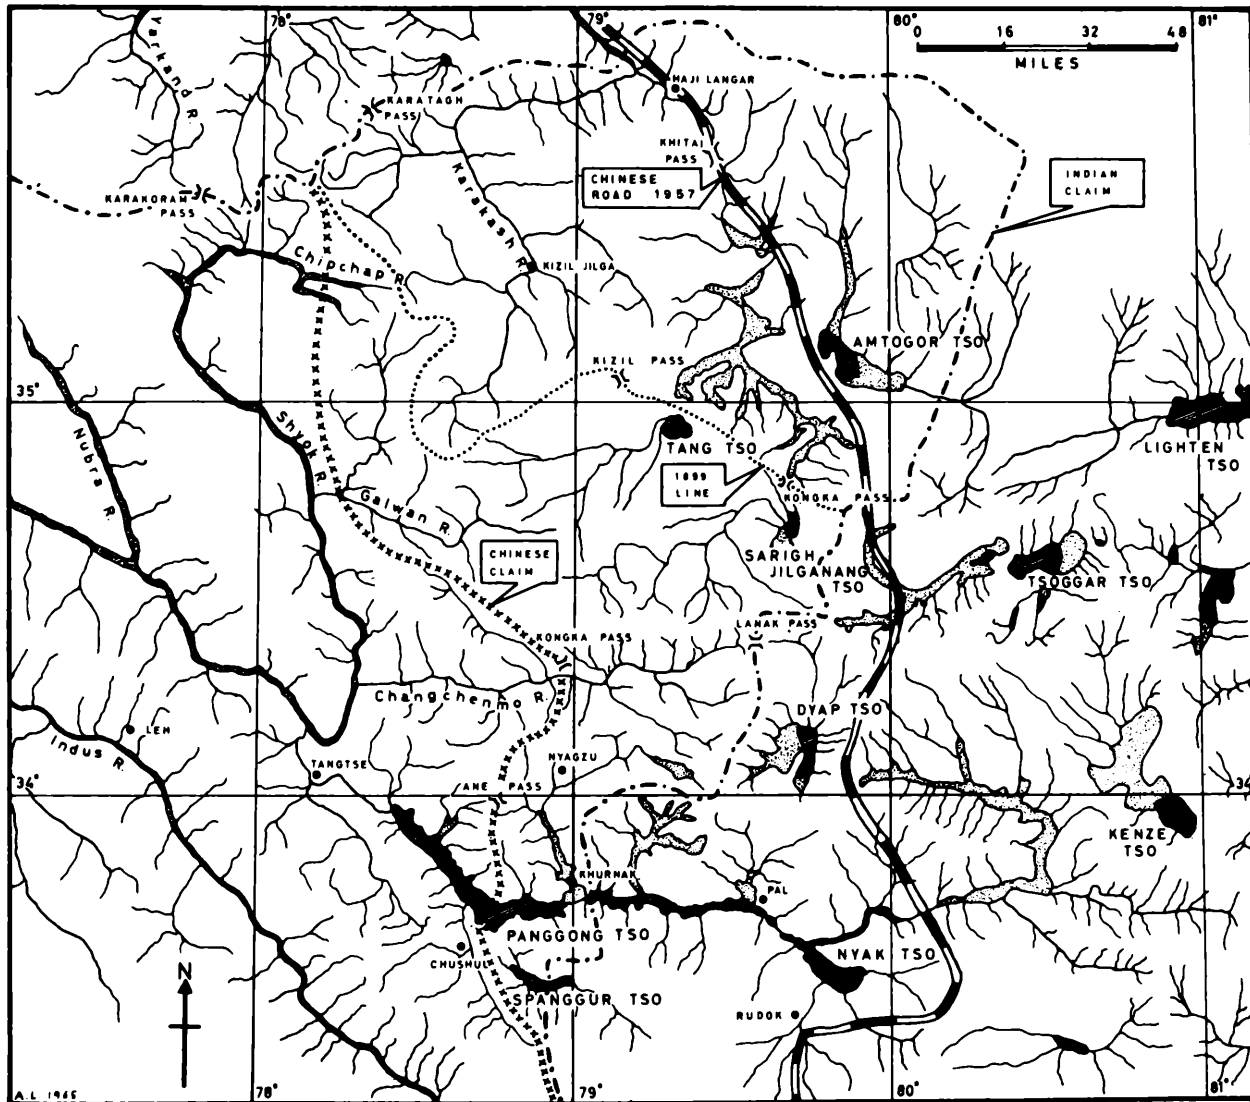 78°
79°
80°
81°
0 16 32 48
MILES
Yarkand R.
HAJI LANGAR
KARATAGH
PASS
KHITAI
PASS
CHINESE
ROAD 1957
INDIAN
CLAIM
KARAKORAM
PASS
Karakash R.
Chipchap R.
KIZIL JILGA
AMTOGOR TSO
KIZIL PASS
35°
Nubra R.
Shyok R.
TANG TSO
LIGHTEN
TSO
1899
LINE
KONGKA PASS
Galwan R.
CHINESE
CLAIM
SARIGH
JILGANANG
TSO
TSOGGAR TSO
KONGKA PASS
LANAK PASS
Changchenmo R.
DYAP TSO
LEH
Indus R.
TANGTSE
NYAGZU
34°
ANE PASS
34
KENZE
TSO
KHURNAK
PAL
PANGGONG TSO
NYAK TSO
CHUSHUL
N
SPANGGUR TSO
RUDOK
A.L. 1965
78°
79°
80°
81°